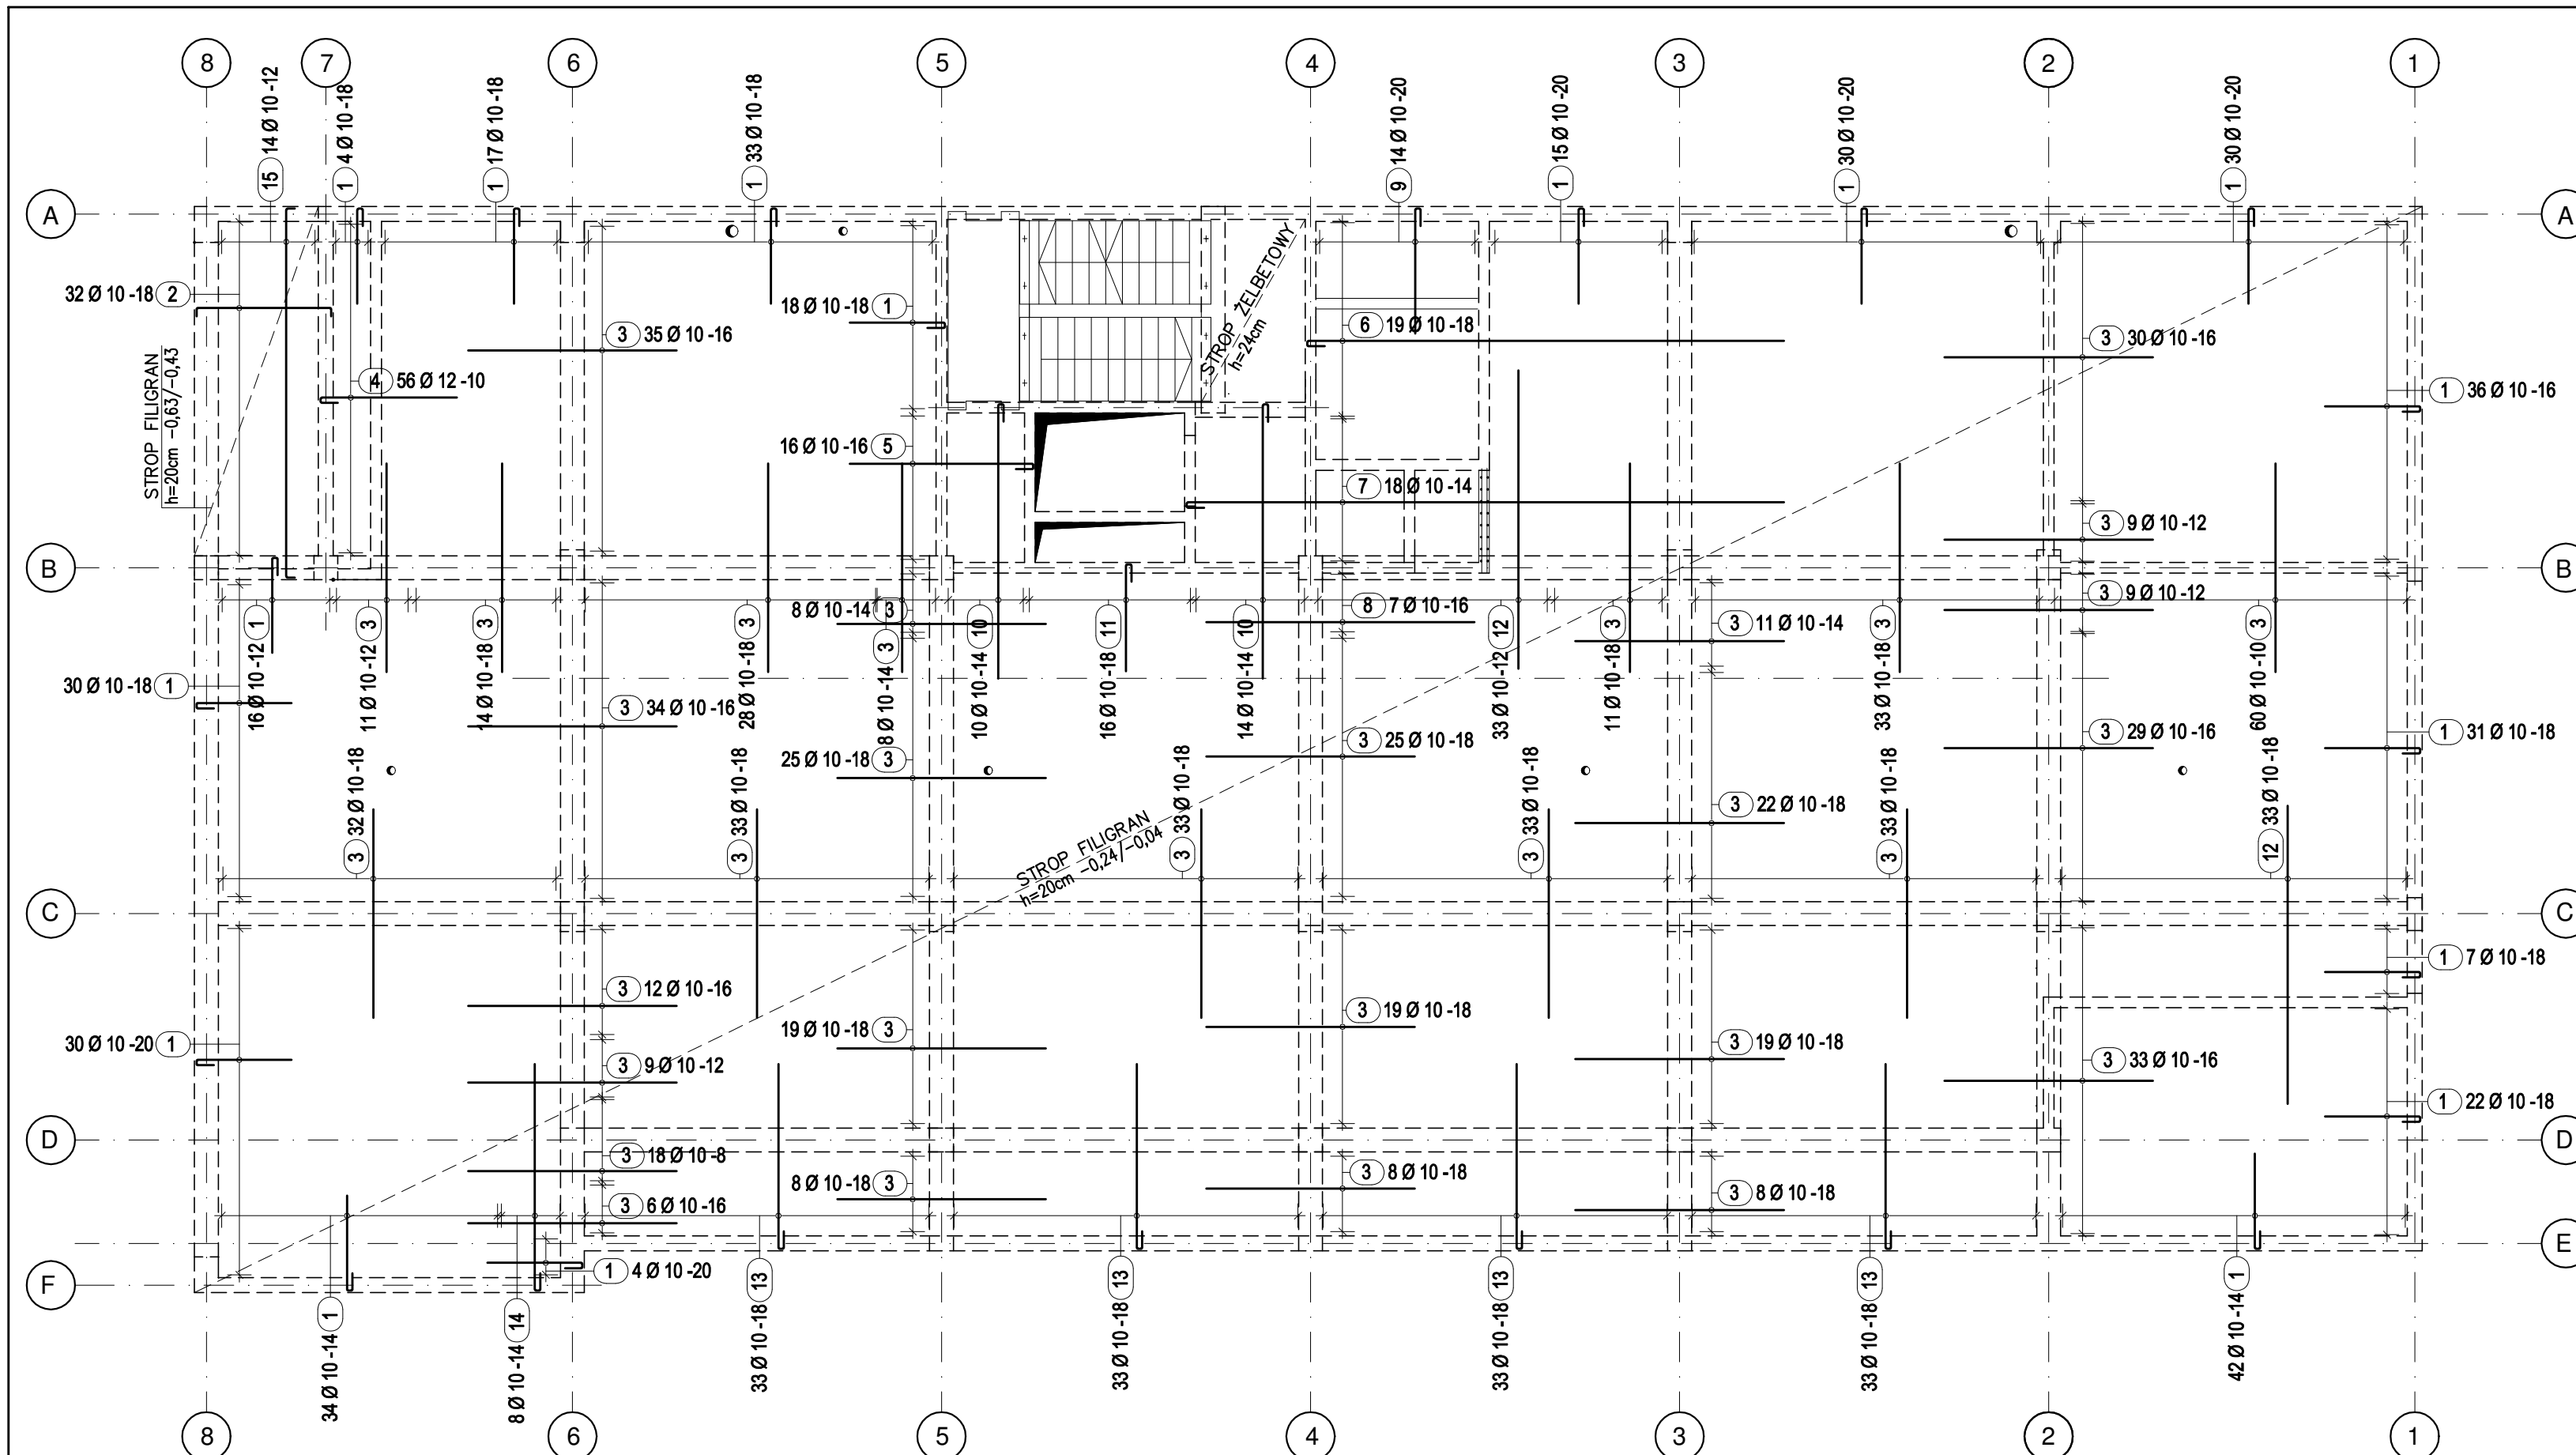 8 7 6 5 4 3 2 1
15 14 Ø 10 -12
1 4 Ø 10 -18
1 17 Ø 10 -18
1 33 Ø 10 -18
9 14 Ø 10 -20
1 15 Ø 10 -20
1 30 Ø 10 -20
1 30 Ø 10 -20
A A
32 Ø 10 -18 2
18 Ø 10 -18 1
STROP ŻELBETOWY
h=24cm
6 19 Ø 10 -18
3 35 Ø 10 -16
3 30 Ø 10 -16
STROP FILIGRAN
h=20cm -0,63/-0,43
4 56 Ø 12 -10
1 36 Ø 10 -16
16 Ø 10 -16 5
7 18 Ø 10 -14
3 9 Ø 10 -12
B B
8 Ø 10 -14 3
8 7 Ø 10 -16
3 11 Ø 10 -14
3 9 Ø 10 -12
16 Ø 10 -12 1
11 Ø 10 -12 3
14 Ø 10 -18 3
28 Ø 10 -18 3
8 Ø 10 -14 3
10 Ø 10 -14 10
16 Ø 10 -18 11
14 Ø 10 -14 10
33 Ø 10 -12 12
11 Ø 10 -18 3
33 Ø 10 -18 3
60 Ø 10 -10 3
30 Ø 10 -18 1
3 34 Ø 10 -16
25 Ø 10 -18 3
3 25 Ø 10 -18
3 29 Ø 10 -16
1 31 Ø 10 -18
3 22 Ø 10 -18
3 32 Ø 10 -18
3 33 Ø 10 -18
3 33 Ø 10 -18
3 33 Ø 10 -18
3 33 Ø 10 -18
12 33 Ø 10 -18
STROP FILIGRAN
h=20cm -0,24/-0,04
C C
3 12 Ø 10 -16
1 7 Ø 10 -18
30 Ø 10 -20 1
19 Ø 10 -18 3
3 19 Ø 10 -18
3 19 Ø 10 -18
3 9 Ø 10 -12
3 33 Ø 10 -16
1 22 Ø 10 -18
D D
3 18 Ø 10 -8
8 Ø 10 -18 3
3 8 Ø 10 -18
3 8 Ø 10 -18
3 6 Ø 10 -16
E
F
1 4 Ø 10 -20
34 Ø 10 -14 1
8 Ø 10 -14 14
33 Ø 10 -18 13
33 Ø 10 -18 13
33 Ø 10 -18 13
33 Ø 10 -18 13
42 Ø 10 -14 1
8 6 5 4 3 2 1